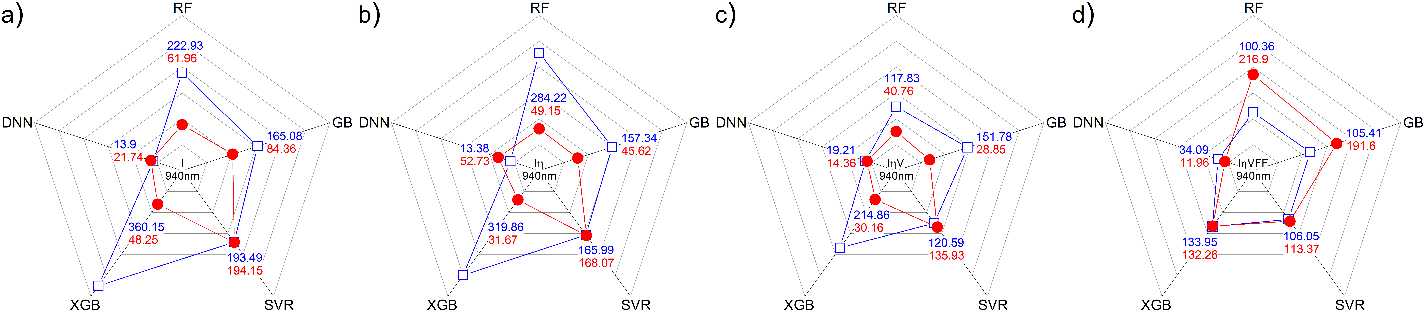 a)
RF
222.93
61.96
DNN
GB
165.08
84.36
13.9
21.74
I
940nm
360.15
48.25
193.49
194.15
XGB
SVR
b)
RF
284.22
49.15
DNN
GB
157.34
45.62
13.38
52.73
Iη
940nm
319.86
31.67
165.99
168.07
XGB
SVR
c)
RF
117.83
40.76
DNN
GB
151.78
28.85
19.21
14.36
IηV
940nm
214.86
30.16
120.59
135.93
XGB
SVR
d)
RF
100.36
216.9
DNN
GB
105.41
191.6
34.09
11.96
IηVFF
940nm
133.95
132.26
106.05
113.37
XGB
SVR